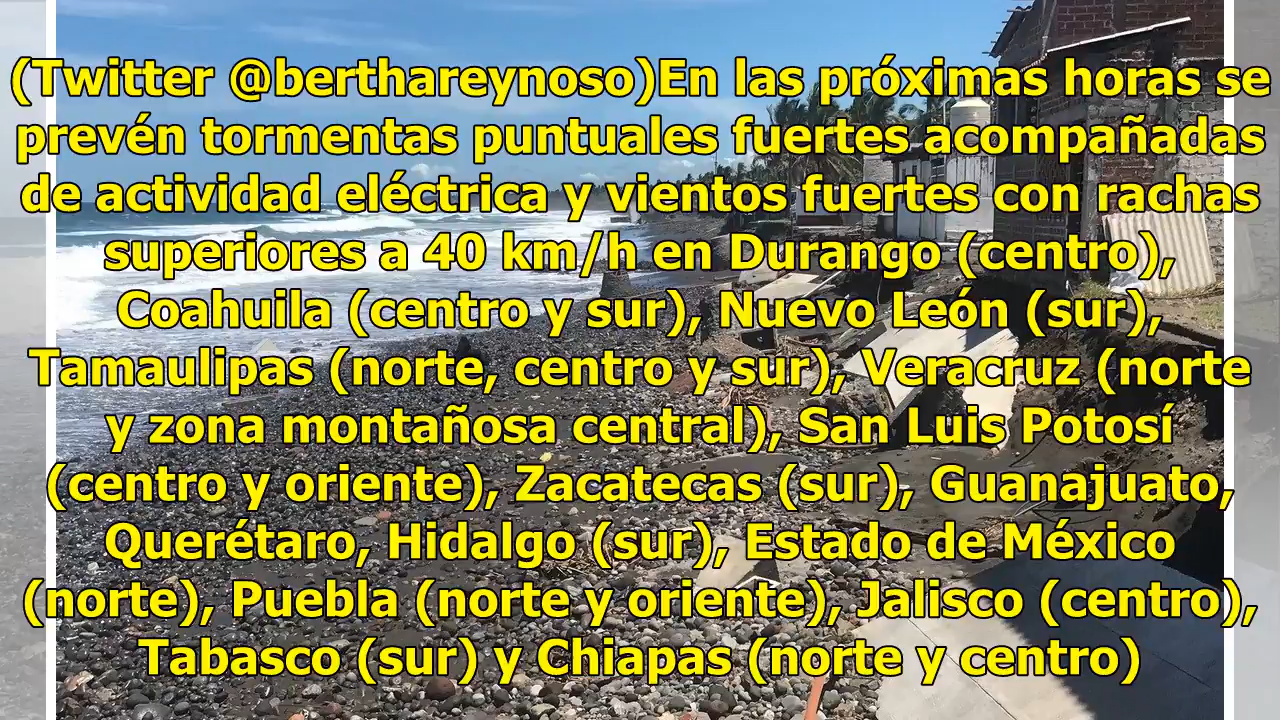 (Twitter @berthareynoso)En las próximas horas se
prevén tormentas puntuales fuertes acompañadas
de actividad eléctrica y vientos fuertes con rachas
superiores a 40 km/h en Durango (centro),
Coahuila (centro y sur), Nuevo León (sur),
Tamaulipas (norte, centro y sur), Veracruz (norte
y zona montañosa central), San Luis Potosí
(centro y oriente), Zacatecas (sur), Guanajuato,
Querétaro, Hidalgo (sur), Estado de México
(norte), Puebla (norte y oriente), Jalisco (centro),
Tabasco (sur) y Chiapas (norte y centro)